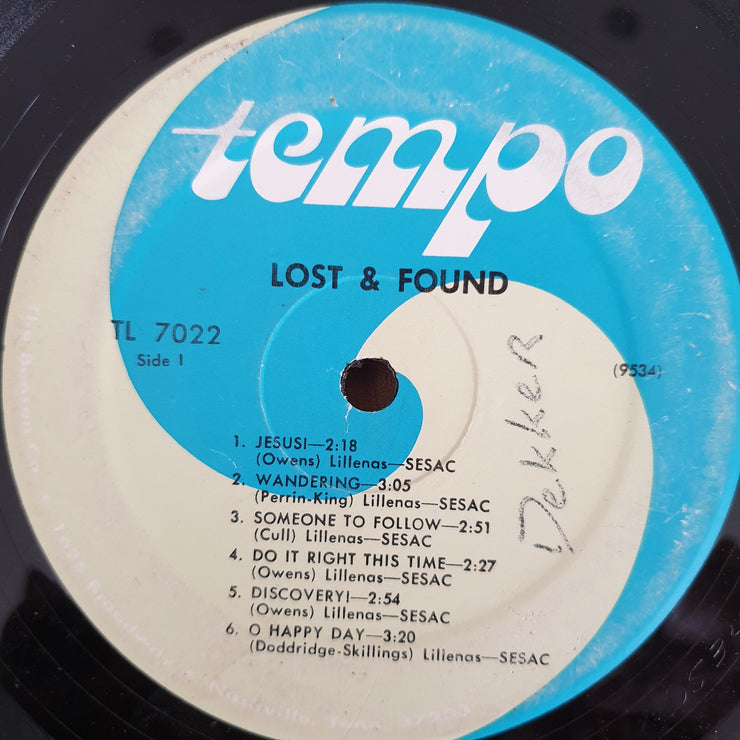 tempo
LOST & FOUND
TL 7022
Side 1
(9534)
Dekker
1. JESUS!—2:18
(Owens) Lillenas—SESAC
2. WANDERING—3:05
(Perrin-King) Lillenas—SESAC
3. SOMEONE TO FOLLOW—2:51
(Cull) Lillenas—SESAC
4. DO IT RIGHT THIS TIME—2:27
(Owens) Lillenas—SESAC
5. DISCOVERY!—2:54
(Owens) Lillenas—SESAC
6. O HAPPY DAY—3:20
(Doddridge-Skillings) Lillenas—SESAC
Broadway Nashville, Tenn.